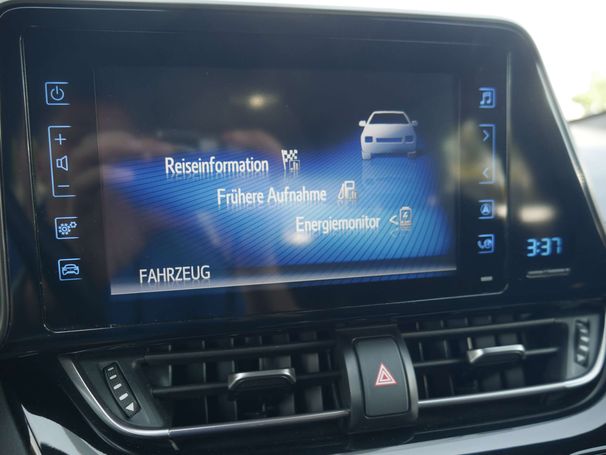 Reiseinformation
Frühere Aufnahme
Energiemonitor
FAHRZEUG
3:37